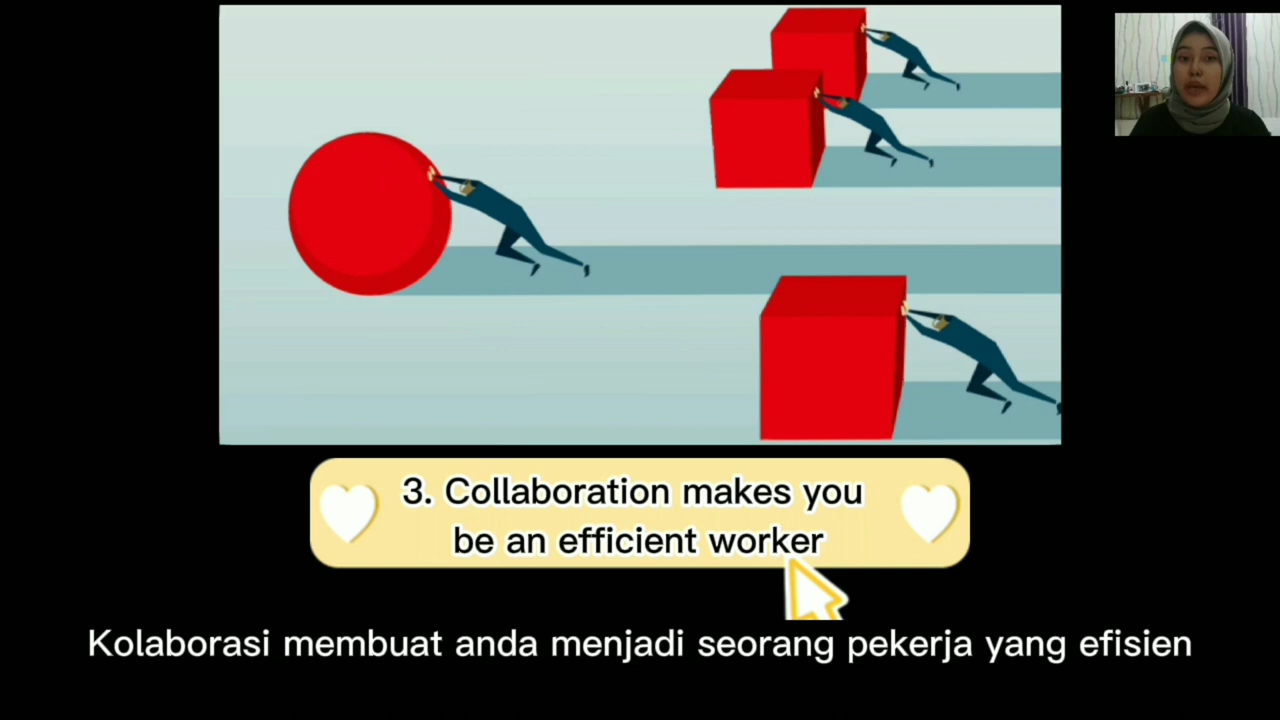 3. Collaboration makes you
be an efficient worker
Kolaborasi membuat anda menjadi seorang pekerja yang efisien